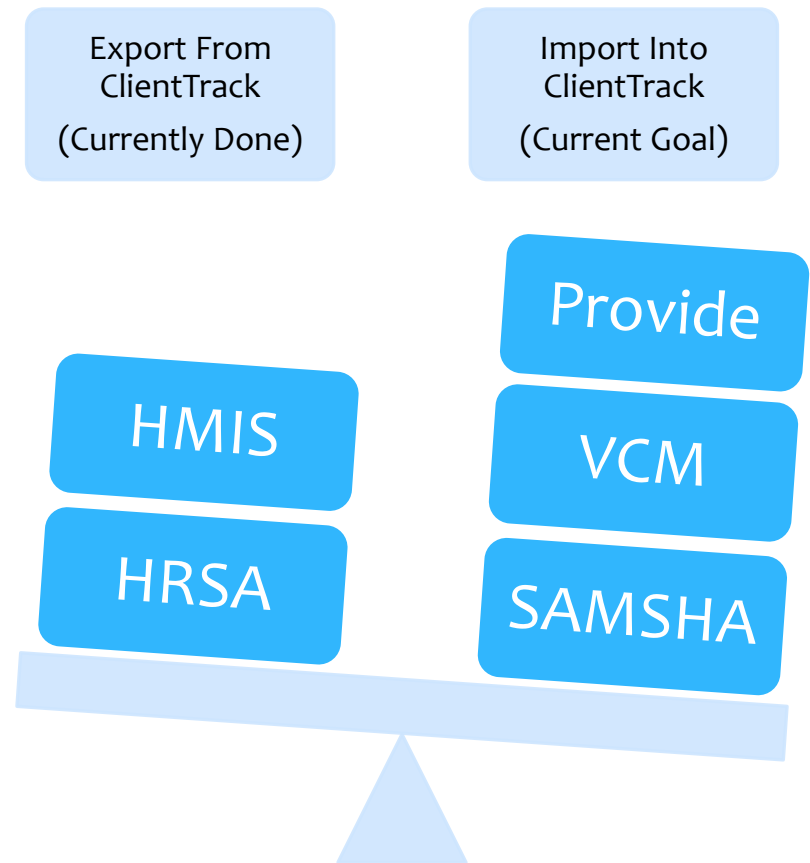 Export From
ClientTrack
(Currently Done)
Import Into
ClientTrack
(Current Goal)
HMIS
HRSA
Provide
VCM
SAMSHA